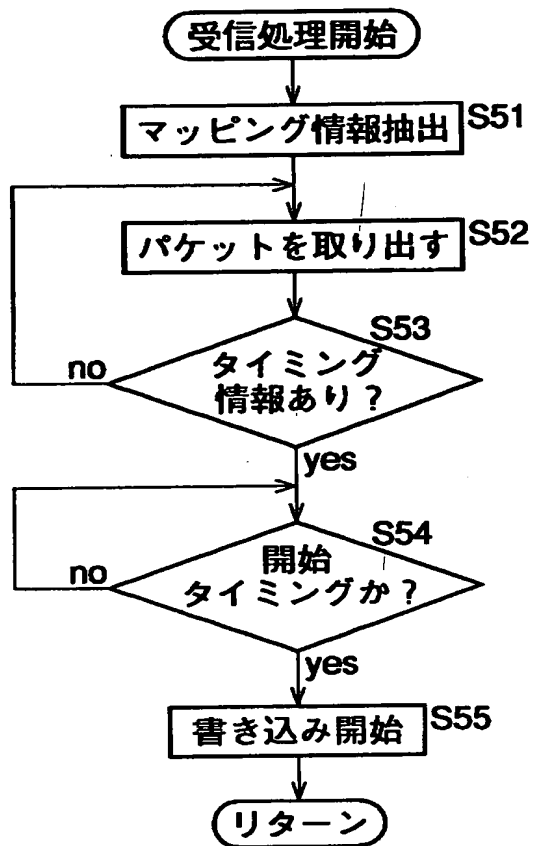 受信処理開始
マッピング情報抽出
S51
パケットを取り出す
S52
S53
タイミング
情報あり?
no
yes
S54
開始
タイミングか?
no
yes
書き込み開始
S55
リターン